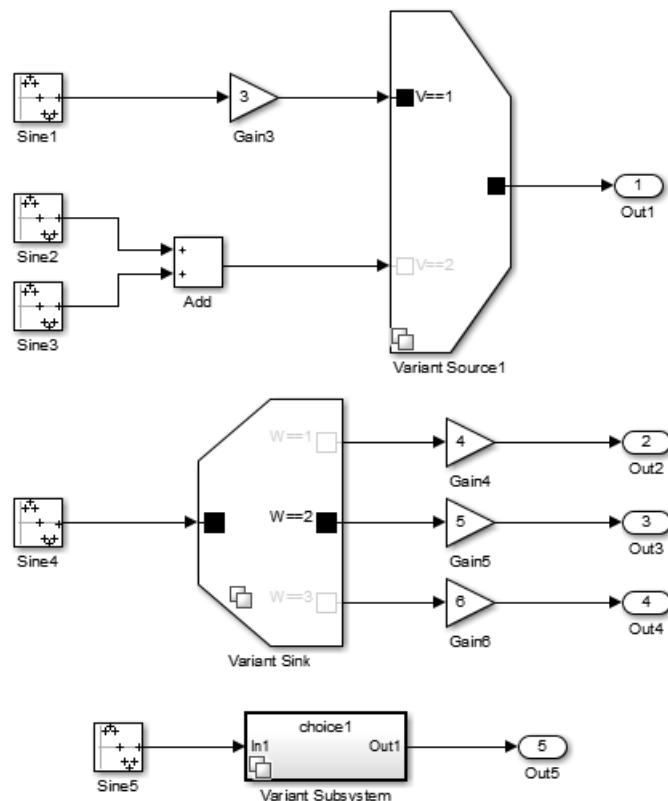 3
V==1
Sine1
Gain3
1
Out1
Sine2
+
+
V==2
Add
Sine3
Variant Source1
W==1
4
2
Gain4
Out2
W==2
5
3
Sine4
Gain5
Out3
W==3
6
4
Gain6
Out4
Variant Sink
choice1
In1
Out1
5
Sine5
Out5
Variant Subsystem